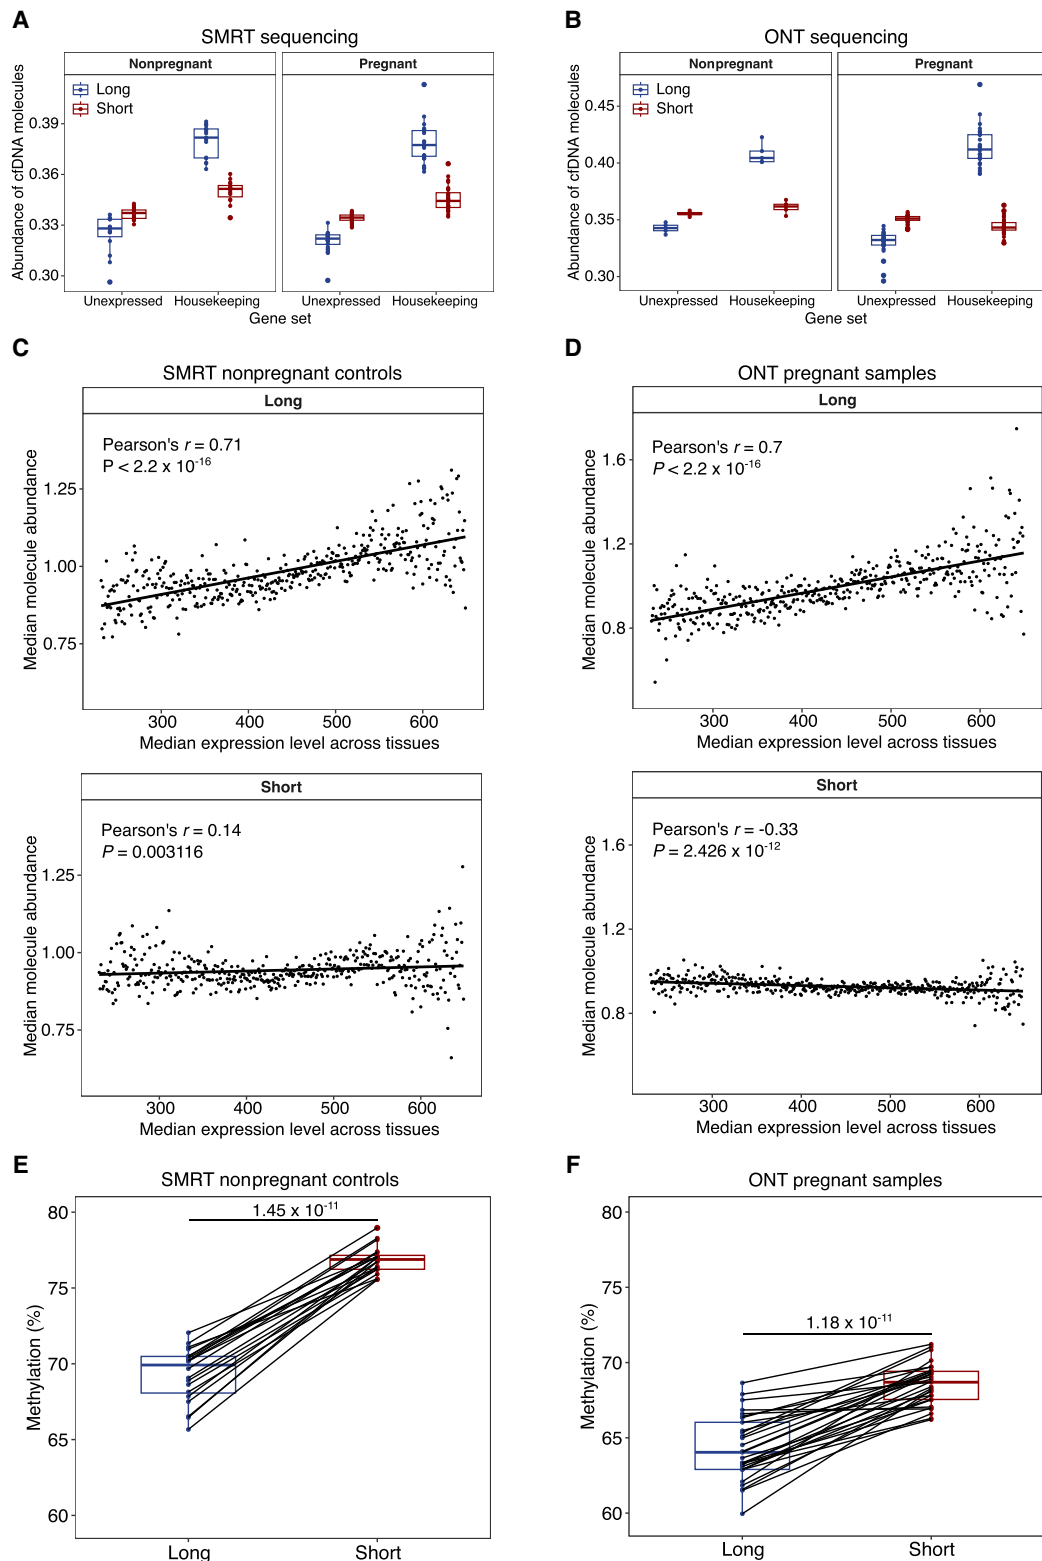 A
SMRT sequencing
Nonpregnant
Pregnant
Long
Short
Abundance of cfDNA molecules
0.39
0.36
0.33
0.30
Unexpressed
Housekeeping
Unexpressed
Housekeeping
Gene set
B
ONT sequencing
Nonpregnant
Pregnant
Long
Short
Abundance of cfDNA molecules
0.45
0.40
0.35
0.30
Unexpressed
Housekeeping
Unexpressed
Housekeeping
Gene set
C
SMRT nonpregnant controls
Long
Pearson's r = 0.71
P < 2.2 x 10-16
Median molecule abundance
1.25
1.00
0.75
300
400
500
600
Median expression level across tissues
Short
Pearson's r = 0.14
P = 0.003116
Median molecule abundance
1.25
1.00
0.75
300
400
500
600
Median expression level across tissues
D
ONT pregnant samples
Long
Pearson's r = 0.7
P < 2.2 x 10-16
Median molecule abundance
1.6
1.2
0.8
300
400
500
600
Median expression level across tissues
Short
Pearson's r = -0.33
P = 2.426 x 10-12
Median molecule abundance
1.6
1.2
0.8
300
400
500
600
Median expression level across tissues
E
SMRT nonpregnant controls
1.45 x 10-11
Methylation (%)
80
75
70
65
60
Long
Short
F
ONT pregnant samples
1.18 x 10-11
Methylation (%)
80
75
70
65
60
Long
Short